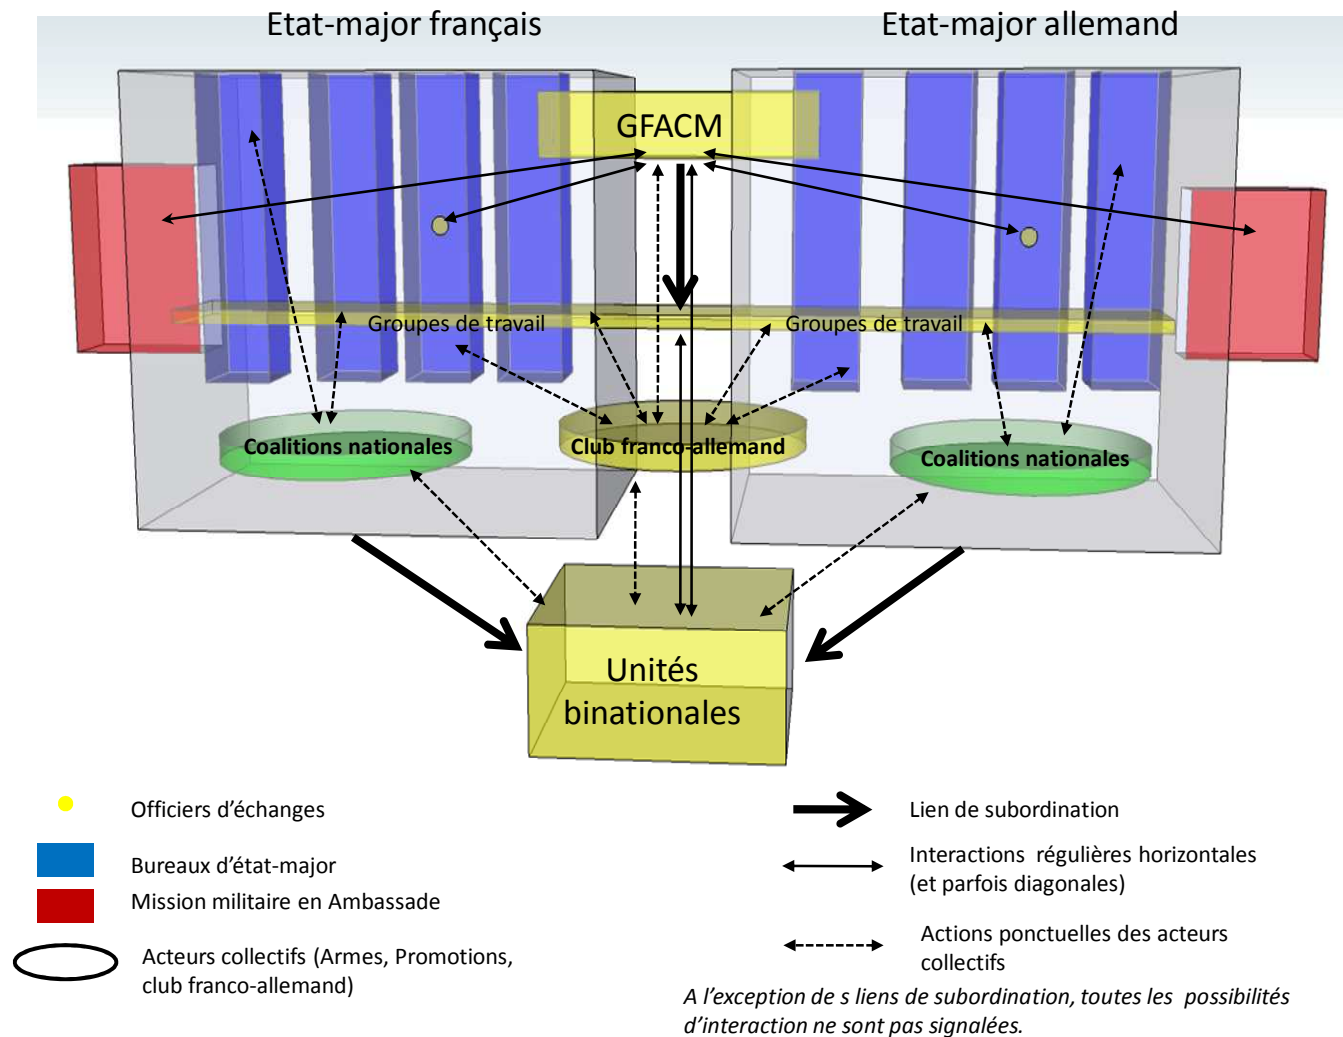 Etat-major français
Etat-major allemand
GFACM
Groupes de travail
Groupes de travail
Coalitions nationales
Club franco-allemand
Coalitions nationales
Unités
binationales
Officiers d’échanges
Bureaux d’état-major
Mission militaire en Ambassade
Acteurs collectifs (Armes, Promotions,
club franco-allemand)
Lien de subordination
Interactions régulières horizontales
(et parfois diagonales)
Actions ponctuelles des acteurs
collectifs
A l’exception de s liens de subordination, toutes les possibilités
d’interaction ne sont pas signalées.